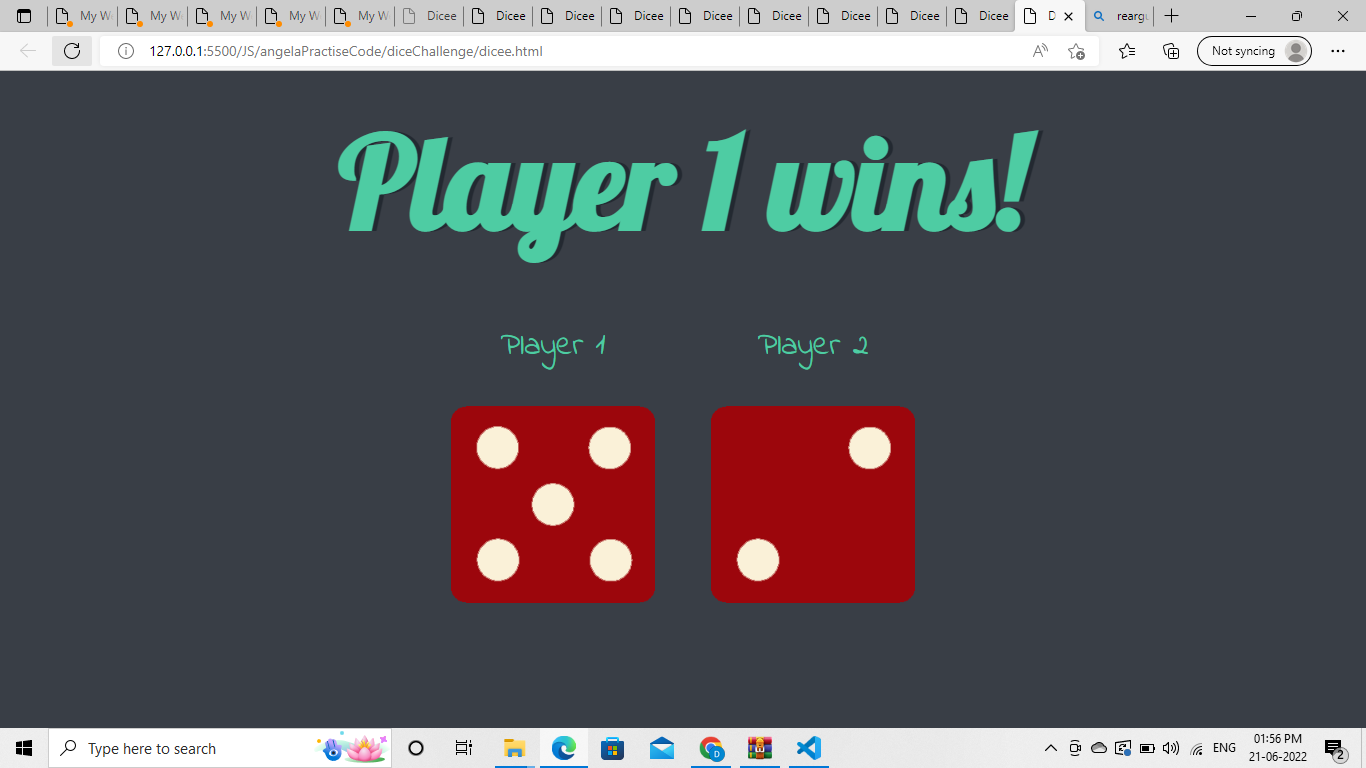 My W My W My W My W My W Dicee Dicee Dicee Dicee Dicee Dicee Dicee Dicee Dicee D
127.0.0.1:5500/JS/angelaPractiseCode/diceChallenge/dicee.html
Not syncing
Player 1 wins!
Player 1 Player 2
Type here to search
ENG
01:56 PM
21-06-2022
2